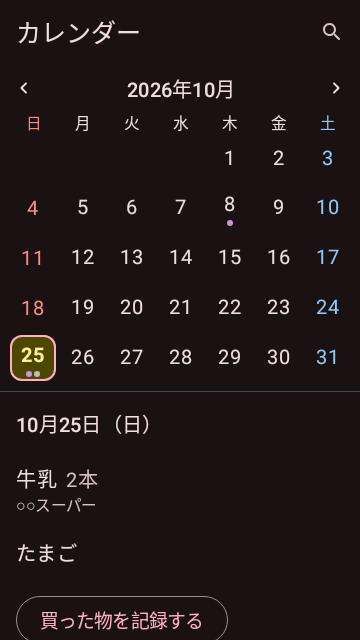 カレンダー
2026年10月
日 月 火 水 木 金 土
1 2 3
4 5 6 7 8 9 10
11 12 13 14 15 16 17
18 19 20 21 22 23 24
25 26 27 28 29 30 31
10月25日（日）
牛乳 2本
○○スーパー
たまご
買った物を記録する